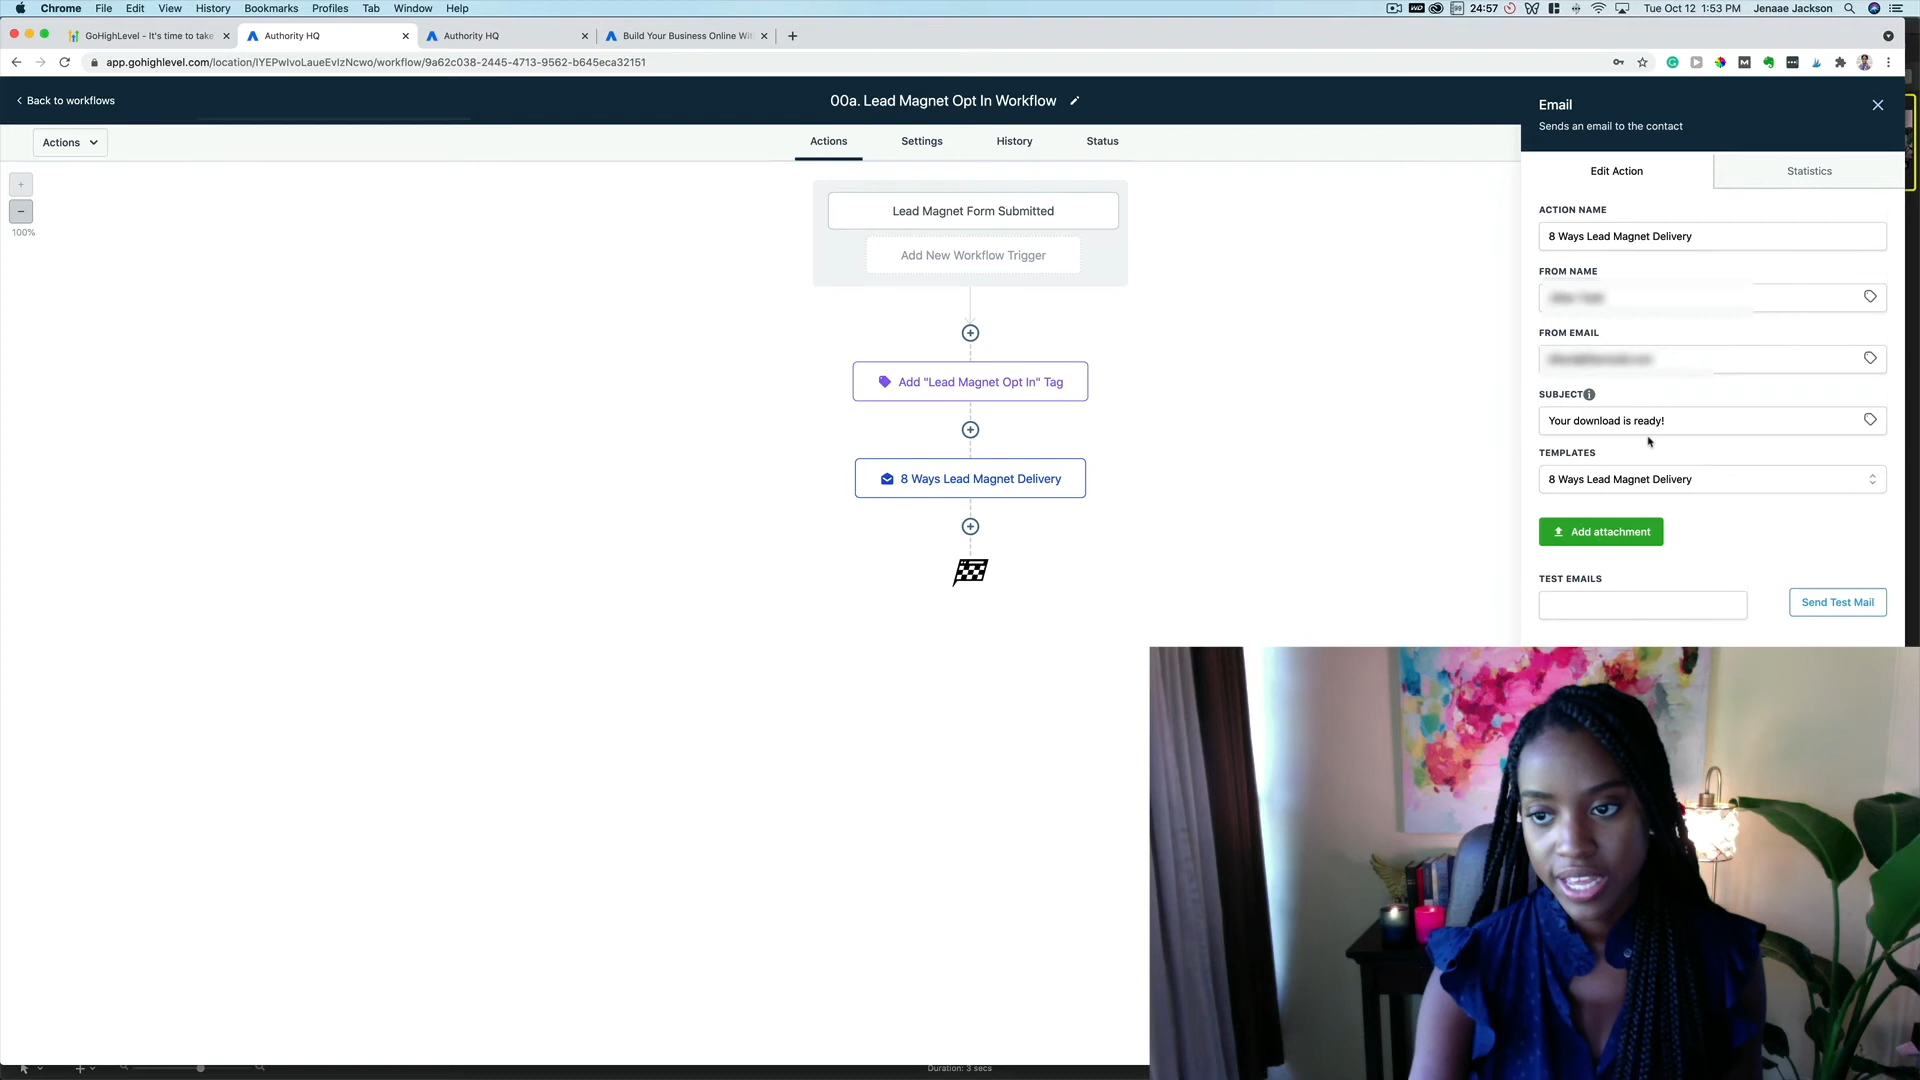 Chrome File Edit View History Bookmarks Profiles Tab Window Help 24:57 Tue Oct 12 1:53 PM Jenaae Jackson
GoHighLevel - It's time to take Authority HQ Authority HQ Build Your Business Online Wit
app.gohighlevel.com/location/IYEPwIvoLaueEvIzNcwo/workflow/9a62c038-2445-4713-9562-b645eca32151
Back to workflows
00a. Lead Magnet Opt In Workflow
Actions
Actions Settings History Status
100%
Lead Magnet Form Submitted
Add New Workflow Trigger
Add "Lead Magnet Opt In" Tag
8 Ways Lead Magnet Delivery
Email
Sends an email to the contact
Edit Action Statistics
ACTION NAME
8 Ways Lead Magnet Delivery
FROM NAME
FROM EMAIL
SUBJECT
Your download is ready!
TEMPLATES
8 Ways Lead Magnet Delivery
Add attachment
TEST EMAILS
Send Test Mail
Duration: 3 secs